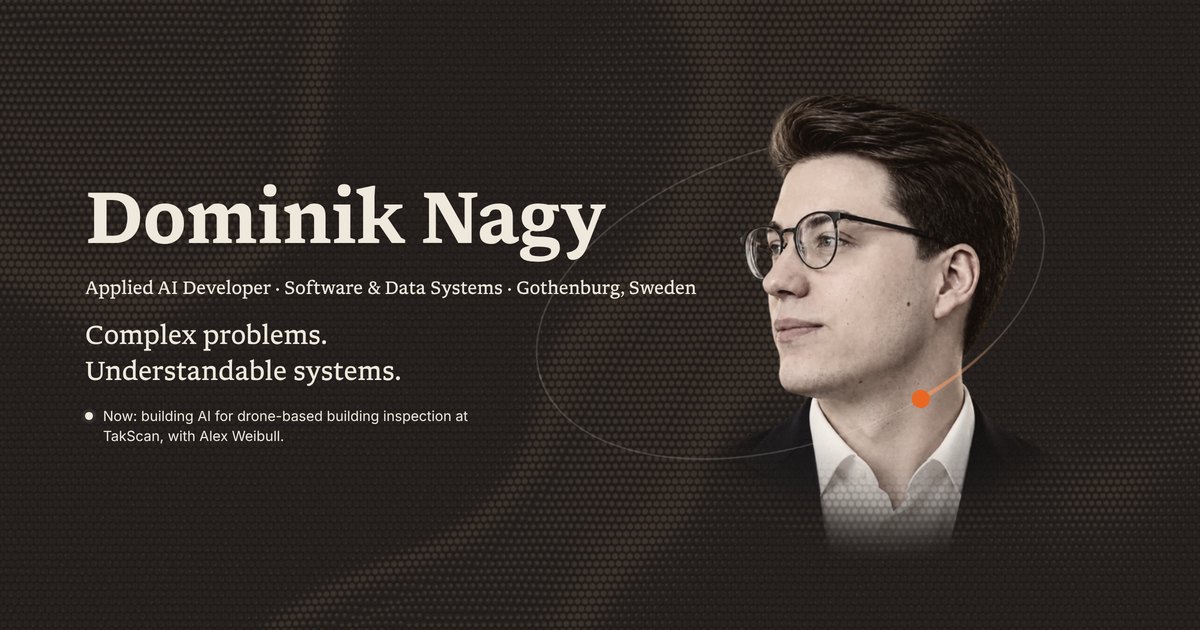 Dominik Nagy
Applied AI Developer · Software & Data Systems · Gothenburg, Sweden
Complex problems.
Understandable systems.
Now: building AI for drone-based building inspection at
TakScan, with Alex Weibull.